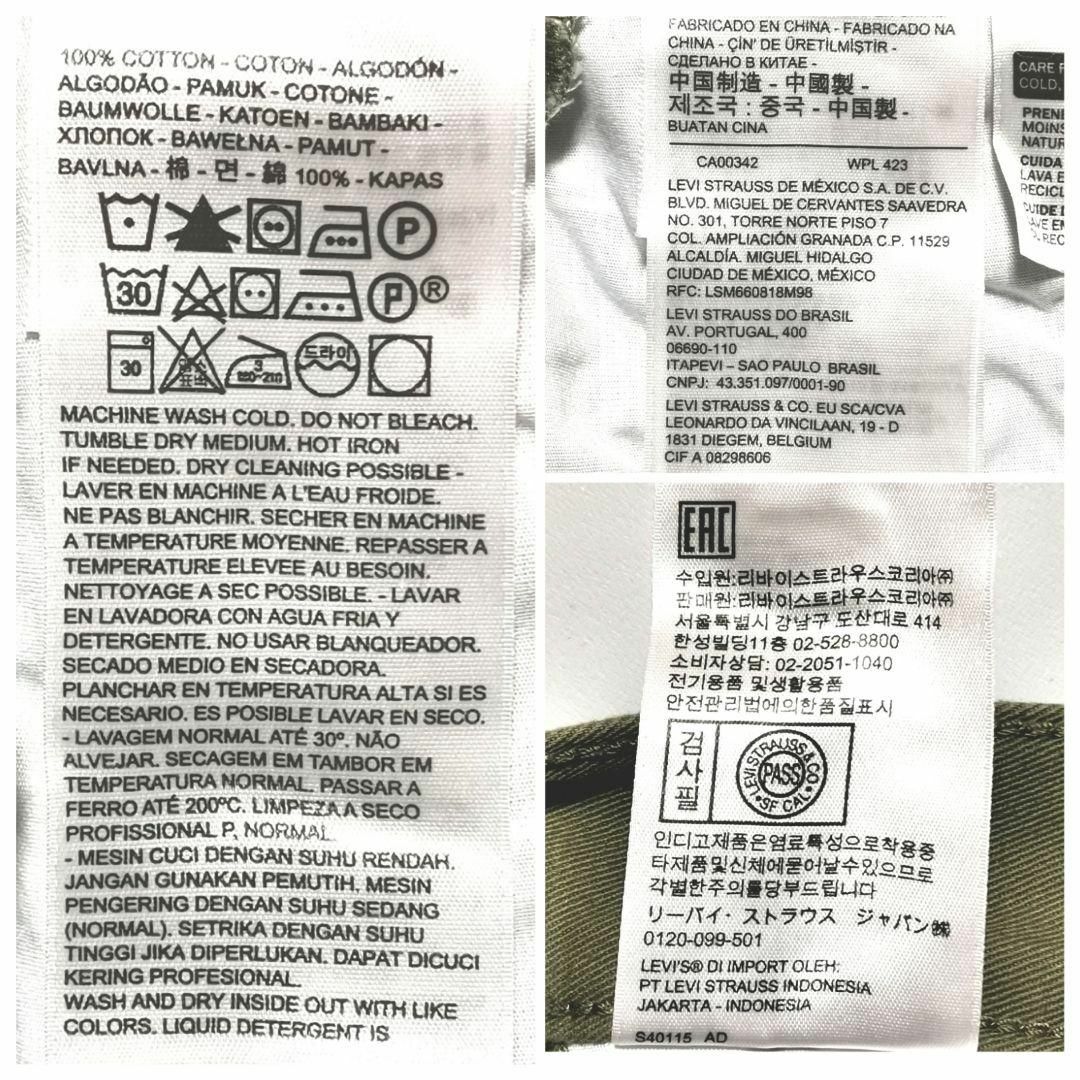 100% COTTON - COTON - ALGODÓN -
ALGODÃO - PAMUK - COTONE -
BAUMWOLLE - KATOEN - BAMBAKI -
ХЛОПОК - BAWEŁNA - PAMUT -
BAVLNA - 棉 - 면 - 綿 100% - KAPAS
P
30 P ®
30 염소표백 3 180~210 드라이
MACHINE WASH COLD. DO NOT BLEACH.
TUMBLE DRY MEDIUM. HOT IRON
IF NEEDED. DRY CLEANING POSSIBLE -
LAVER EN MACHINE A L'EAU FROIDE.
NE PAS BLANCHIR. SECHER EN MACHINE
A TEMPERATURE MOYENNE. REPASSER A
TEMPERATURE ELEVEE AU BESOIN.
NETTOYAGE A SEC POSSIBLE. - LAVAR
EN LAVADORA CON AGUA FRIA Y
DETERGENTE. NO USAR BLANQUEADOR.
SECADO MEDIO EN SECADORA.
PLANCHAR EN TEMPERATURA ALTA SI ES
NECESARIO. ES POSIBLE LAVAR EN SECO.
- LAVAGEM NORMAL ATÉ 30º. NÃO
ALVEJAR. SECAGEM EM TAMBOR EM
TEMPERATURA NORMAL. PASSAR A
FERRO ATÉ 200ºC. LIMPEZA A SECO
PROFISSIONAL P, NORMAL
- MESIN CUCI DENGAN SUHU RENDAH.
JANGAN GUNAKAN PEMUTIH. MESIN
PENGERING DENGAN SUHU SEDANG
(NORMAL). SETRIKA DENGAN SUHU
TINGGI JIKA DIPERLUKAN. DAPAT DICUCI
KERING PROFESIONAL.
WASH AND DRY INSIDE OUT WITH LIKE
COLORS. LIQUID DETERGENT IS
FABRICADO EN CHINA - FABRICADO NA
CHINA - ÇİN' DE ÜRETİLMİŞTİR -
СДЕЛАНО В КИТАЕ -
中国制造 - 中國製 -
제조국 : 중국 - 中国製 -
BUATAN CINA
CA00342 WPL 423
LEVI STRAUSS DE MÉXICO S.A. DE C.V.
BLVD. MIGUEL DE CERVANTES SAAVEDRA
NO. 301, TORRE NORTE PISO 7
COL. AMPLIACIÓN GRANADA C.P. 11529
ALCALDÍA. MIGUEL HIDALGO
CIUDAD DE MÉXICO, MÉXICO
RFC: LSM660818M98
LEVI STRAUSS DO BRASIL
AV. PORTUGAL, 400
06690-110
ITAPEVI – SAO PAULO BRASIL
CNPJ: 43.351.097/0001-90
LEVI STRAUSS & CO. EU SCA/CVA
LEONARDO DA VINCILAAN, 19 - D
1831 DIEGEM, BELGIUM
CIF A 08298606
CARE
COLD,
MOINS
CUIDA
LAVA
EAC
수입원:리바이스트라우스코리아㈜
판매원:리바이스트라우스코리아㈜
서울특별시 강남구 도산대로 414
한성빌딩11층 02-528-8800
소비자상담: 02-2051-1040
전기용품 및생활용품
안전관리법에의한품질표시
검사필
LEVI STRAUSS & CO
PASS
SF CAL
인디고제품은염료특성으로착용중
타제품및신체에묻어날수있으므로
각별한주의를당부드립니다
リーバイ・ストラウス ジャパン㈱
0120-099-501
LEVI'S® DI IMPORT OLEH:
PT LEVI STRAUSS INDONESIA
JAKARTA - INDONESIA
S40115 AD